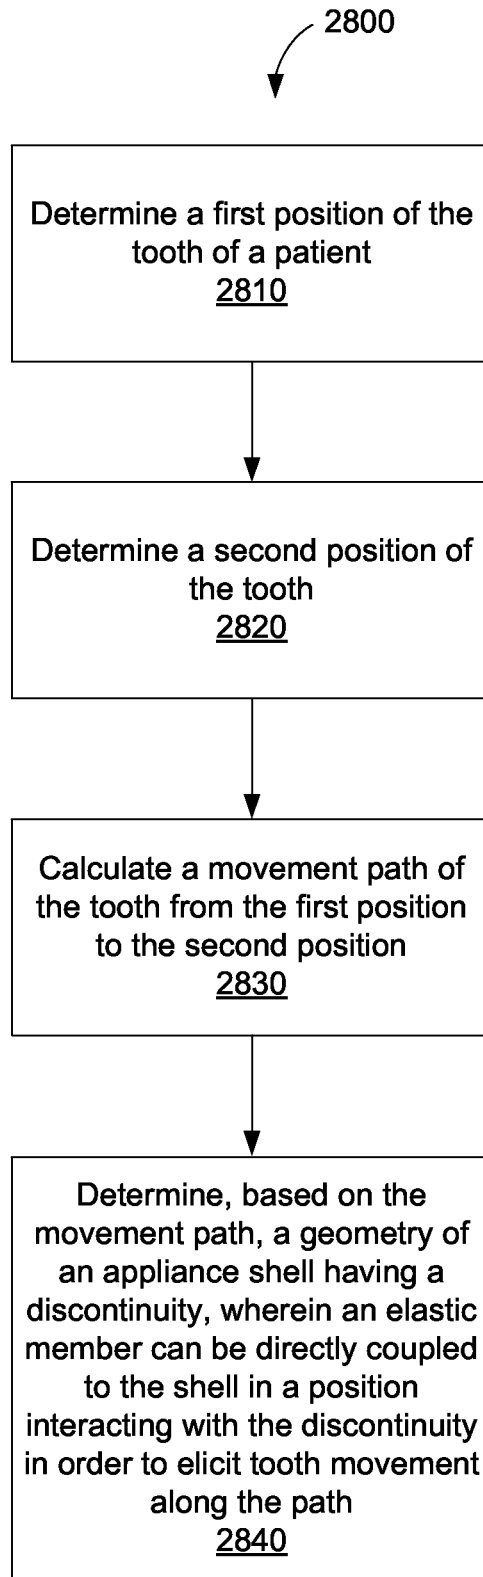 2800
Determine a first position of the
tooth of a patient
2810
Determine a second position of
the tooth
2820
Calculate a movement path of
the tooth from the first position
to the second position
2830
Determine, based on the
movement path, a geometry of
an appliance shell having a
discontinuity, wherein an elastic
member can be directly coupled
to the shell in a position
interacting with the discontinuity
in order to elicit tooth movement
along the path
2840